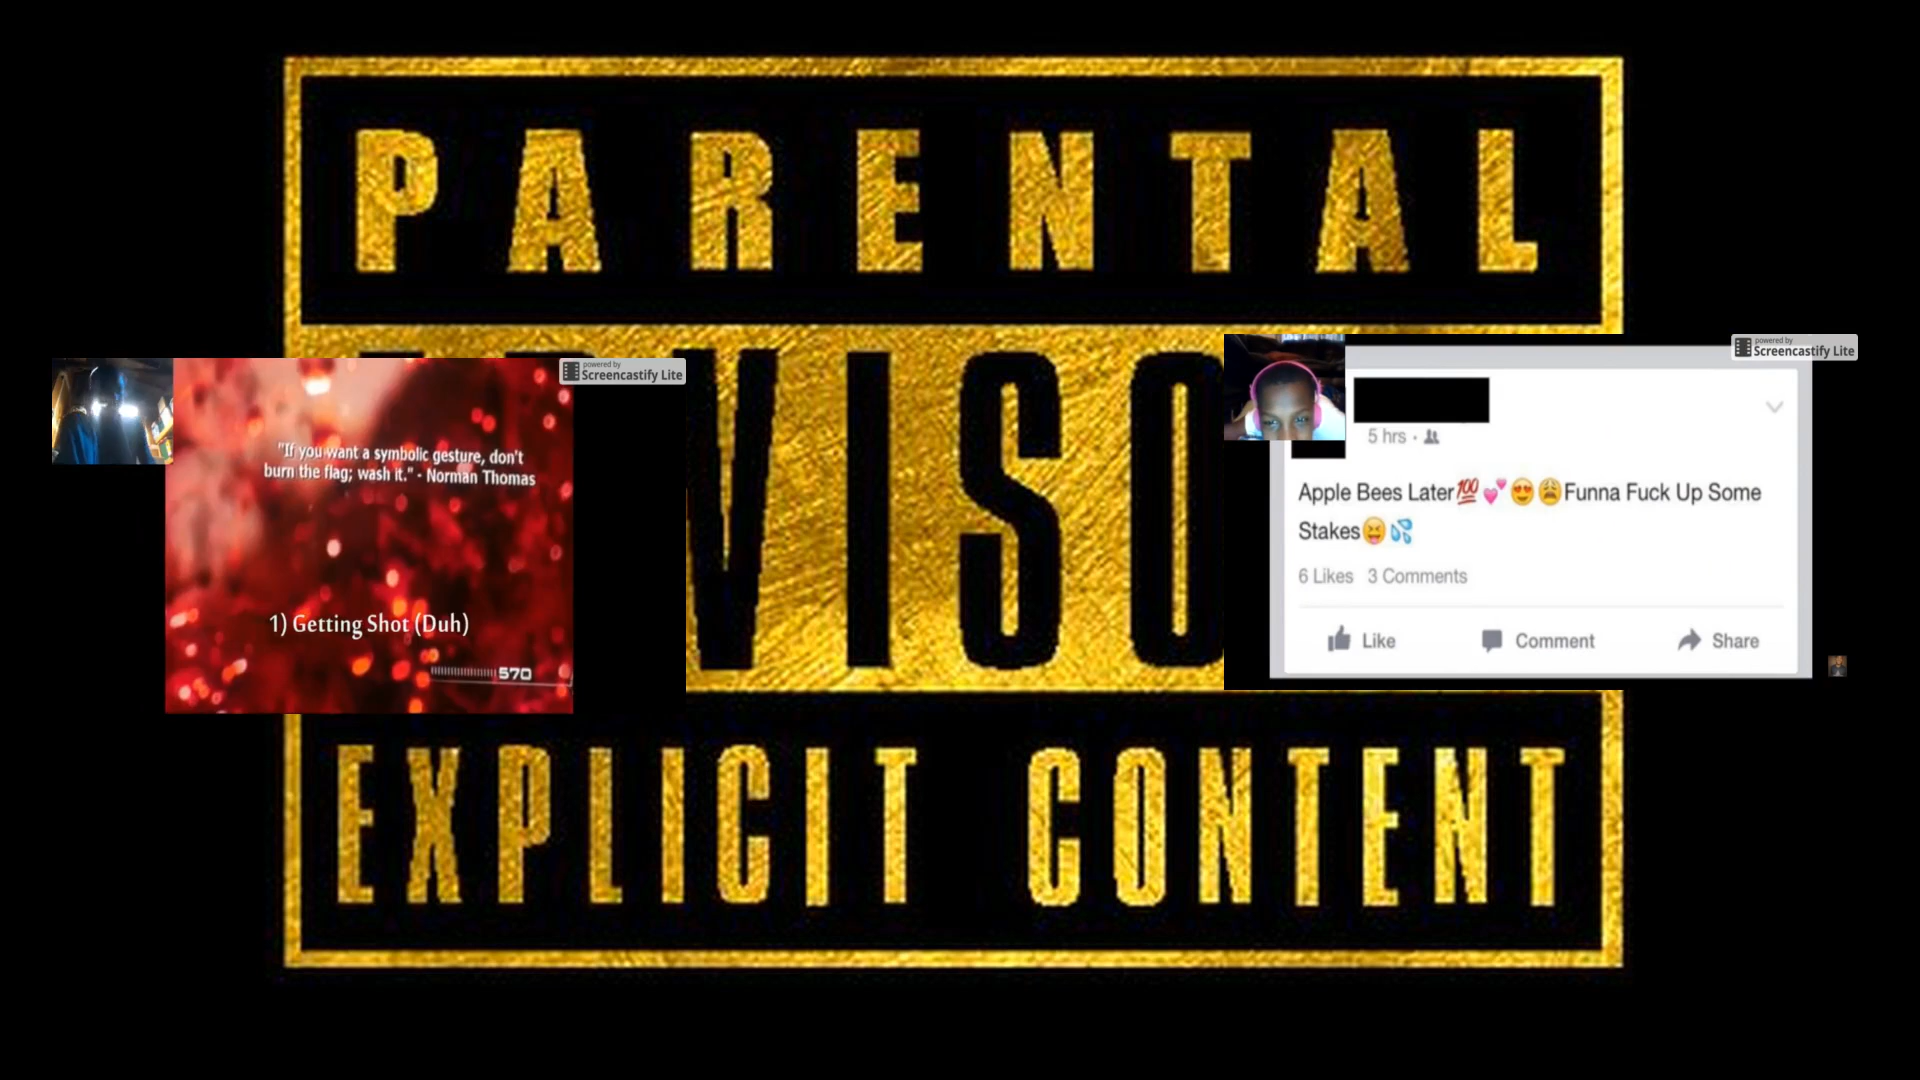 PARENTAL
VISO
EXPLICIT CONTENT
powered by
Screencastify Lite
"If you want a symbolic gesture, don't
burn the flag; wash it." - Norman Thomas
1) Getting Shot (Duh)
570
powered by
Screencastify Lite
5 hrs ·
Apple Bees Later💯💕😍😩Funna Fuck Up Some
Stakes😝💦
6 Likes 3 Comments
Like Comment Share